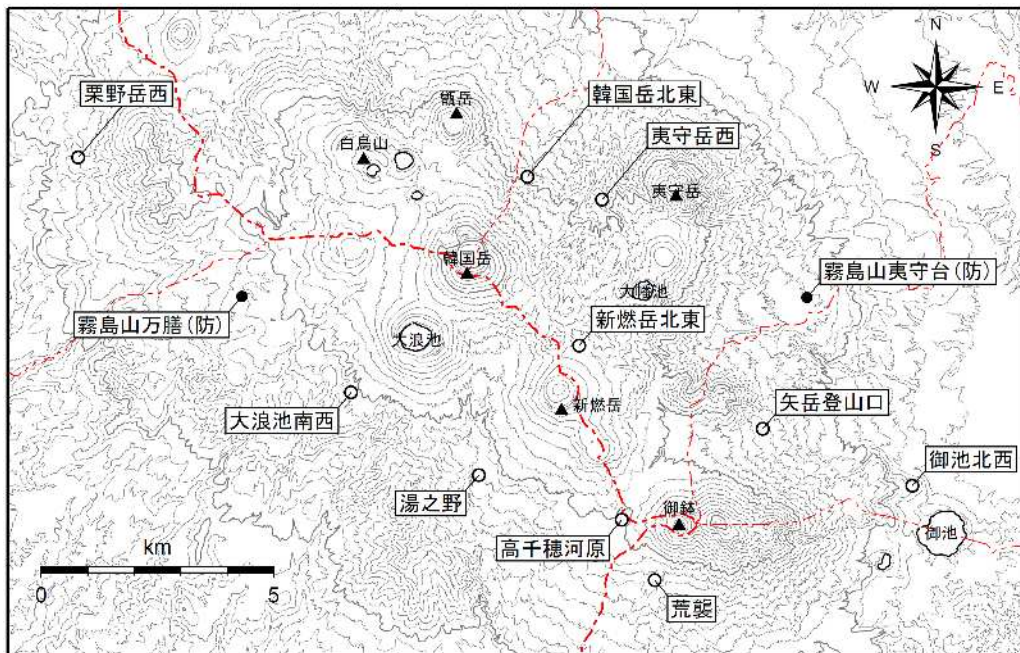 N
W
E
S
栗野岳西
甑岳
韓国岳北東
白鳥山
夷守岳西
夷守岳
韓国岳
大幡池
霧島山夷守台(防)
霧島山万膳(防)
新燃岳北東
大浪池
大浪池南西
新燃岳
矢岳登山口
湯之野
御池北西
高千穂河原
御鉢
御池
荒襲
km
0
5